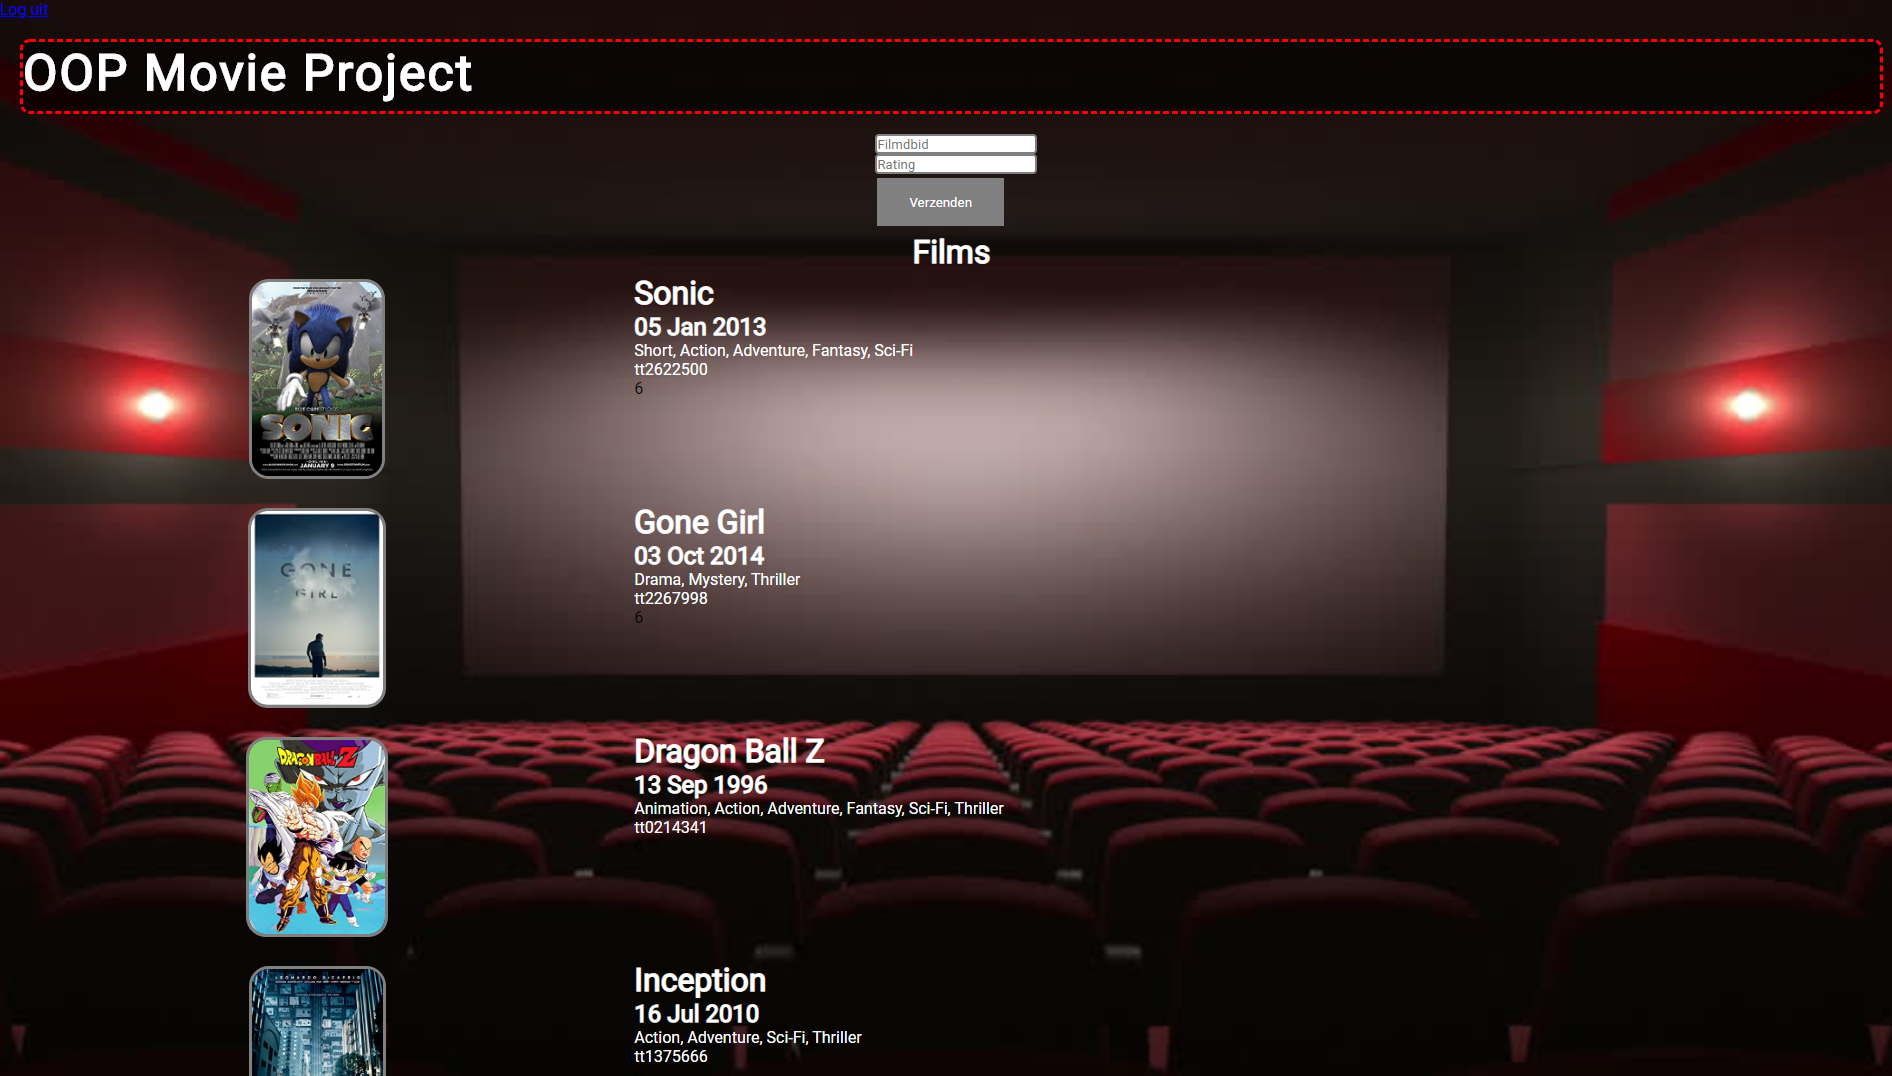 Log uit
OOP Movie Project
Filmdbid
Rating
Verzenden
Films
SONIC
JANUARY 5
Sonic
05 Jan 2013
Short, Action, Adventure, Fantasy, Sci-Fi
tt2622500
6
GONE
GIRL
Gone Girl
03 Oct 2014
Drama, Mystery, Thriller
tt2267998
6
DRAGON BALL Z
Dragon Ball Z
13 Sep 1996
Animation, Action, Adventure, Fantasy, Sci-Fi, Thriller
tt0214341
LEONARDO DICAPRIO
Inception
16 Jul 2010
Action, Adventure, Sci-Fi, Thriller
tt1375666